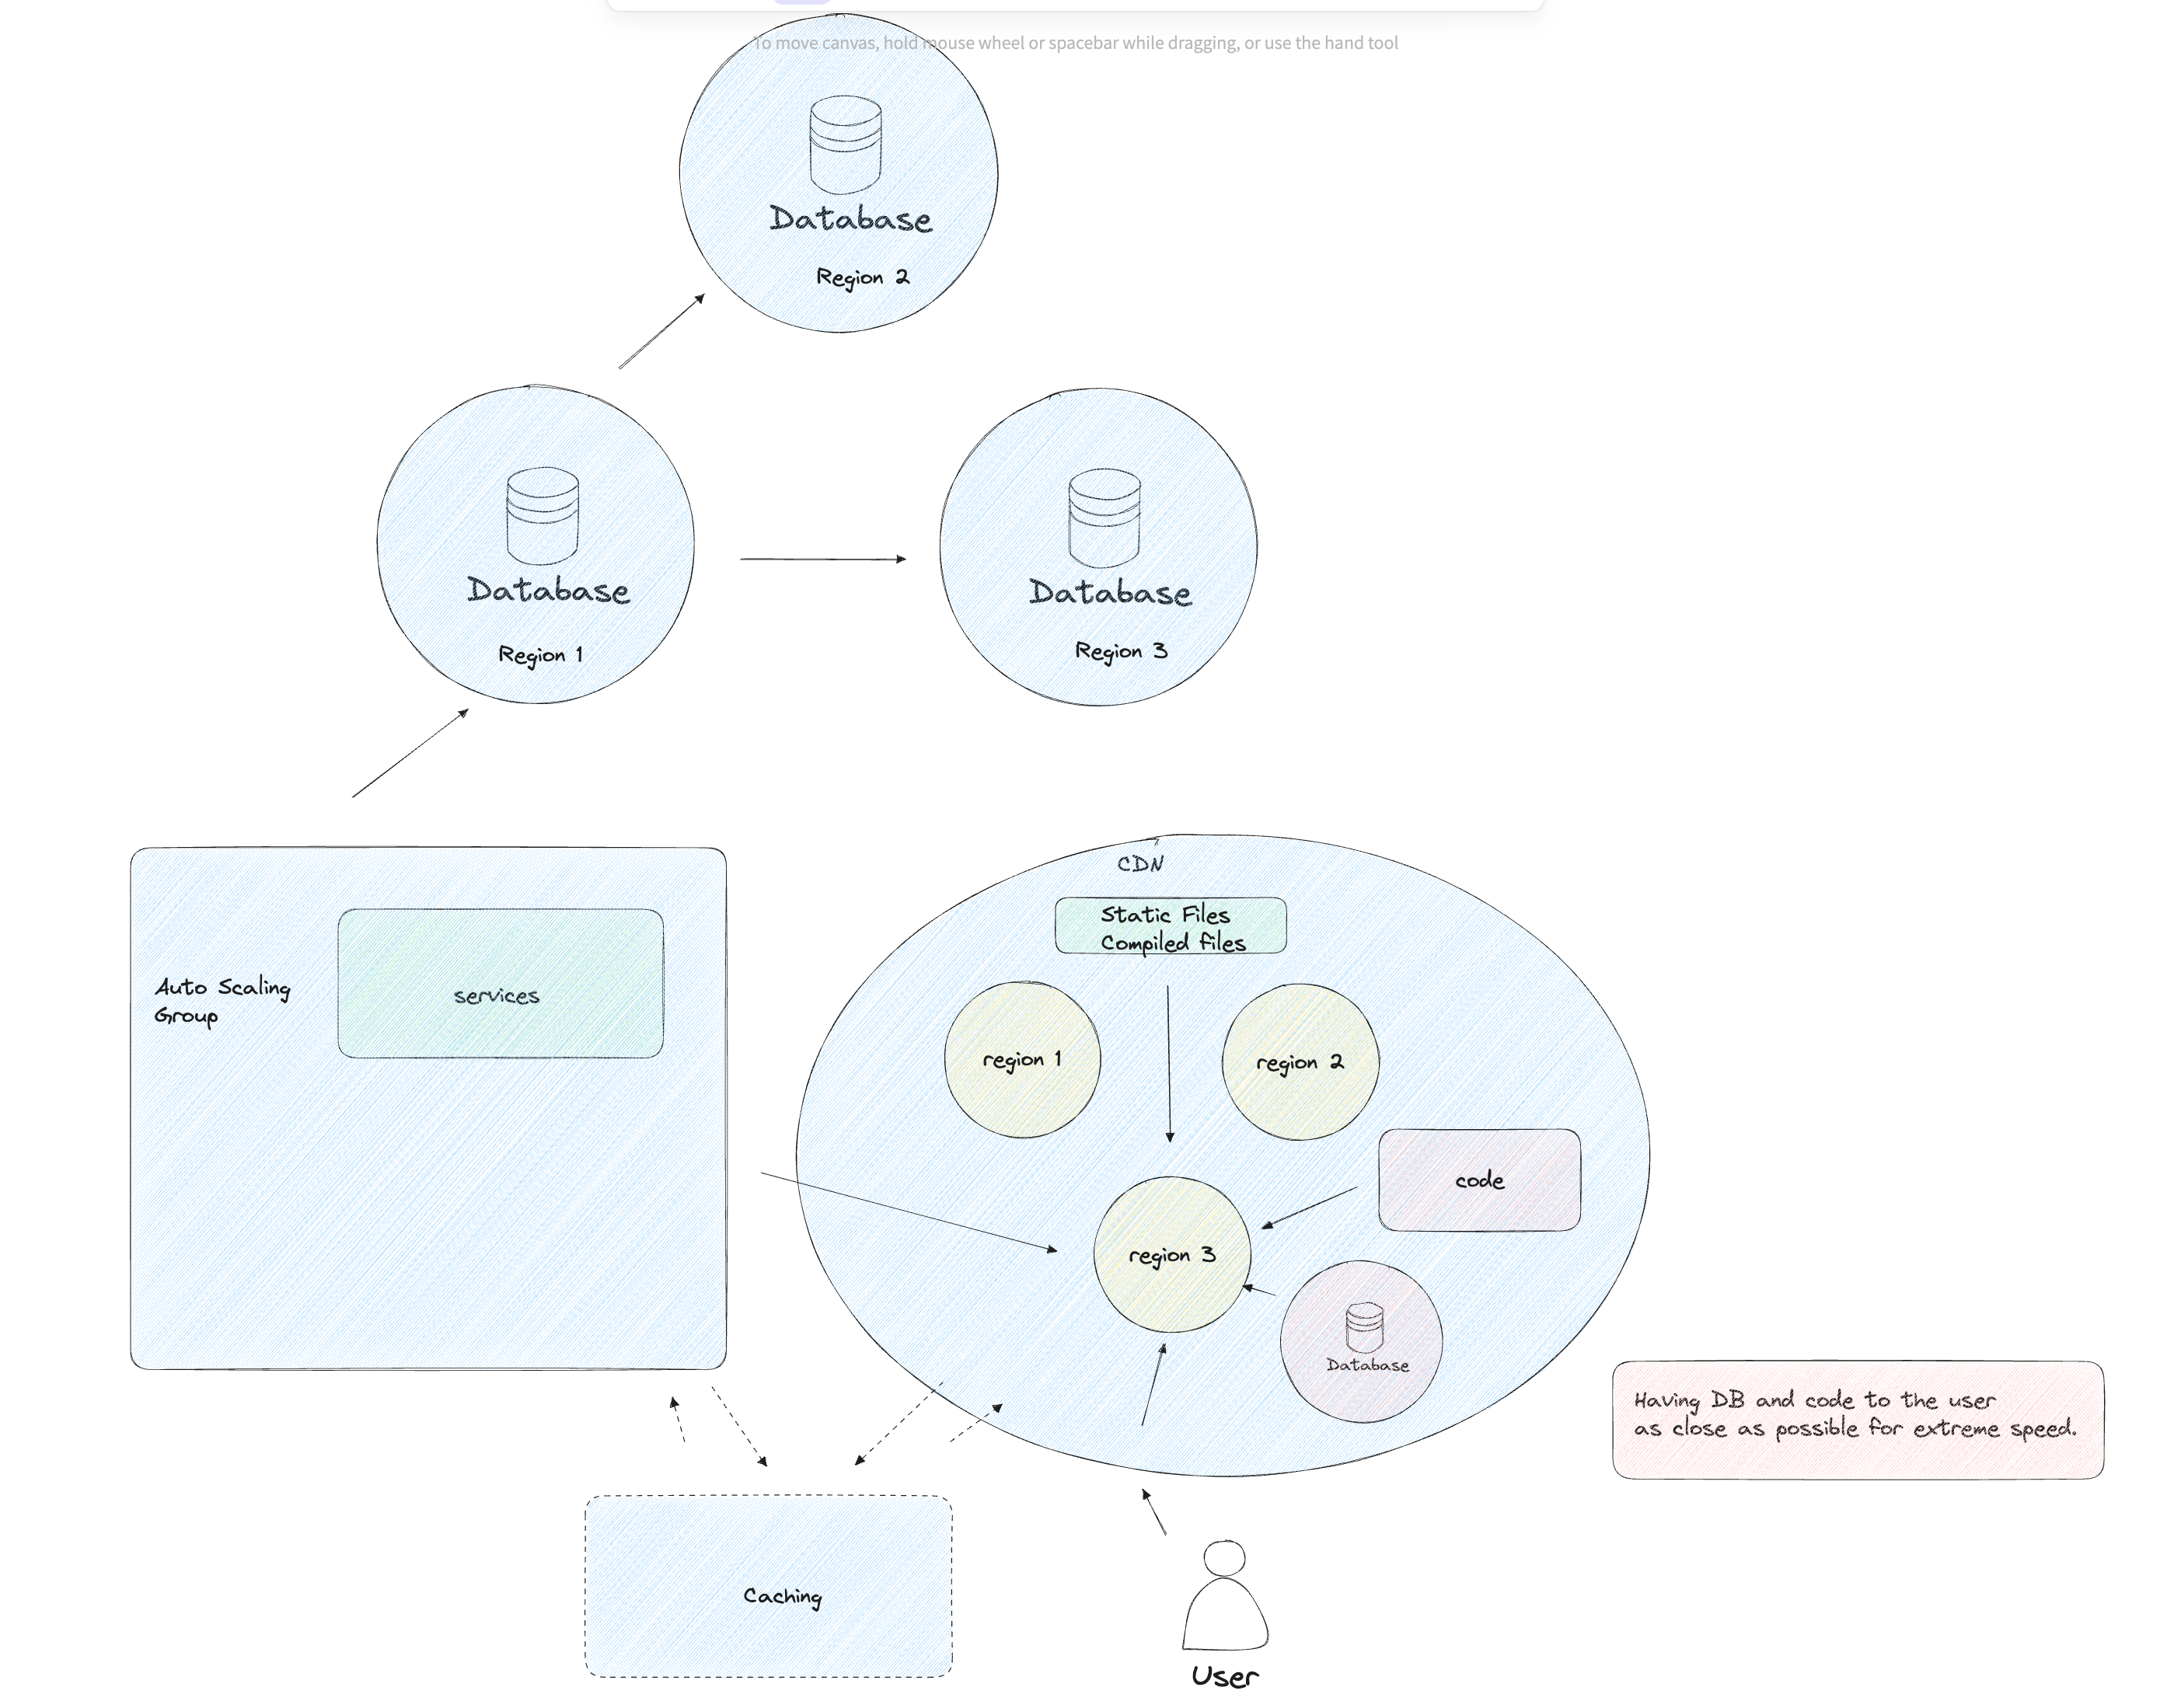 To move canvas, hold mouse wheel or spacebar while dragging, or use the hand tool
Database
Region 2
Database
Region 1
Database
Region 3
Auto Scaling
Group
services
CDN
Static Files
Compiled files
region 1
region 2
code
region 3
Database
Having DB and code to the user
as close as possible for extreme speed.
Caching
User